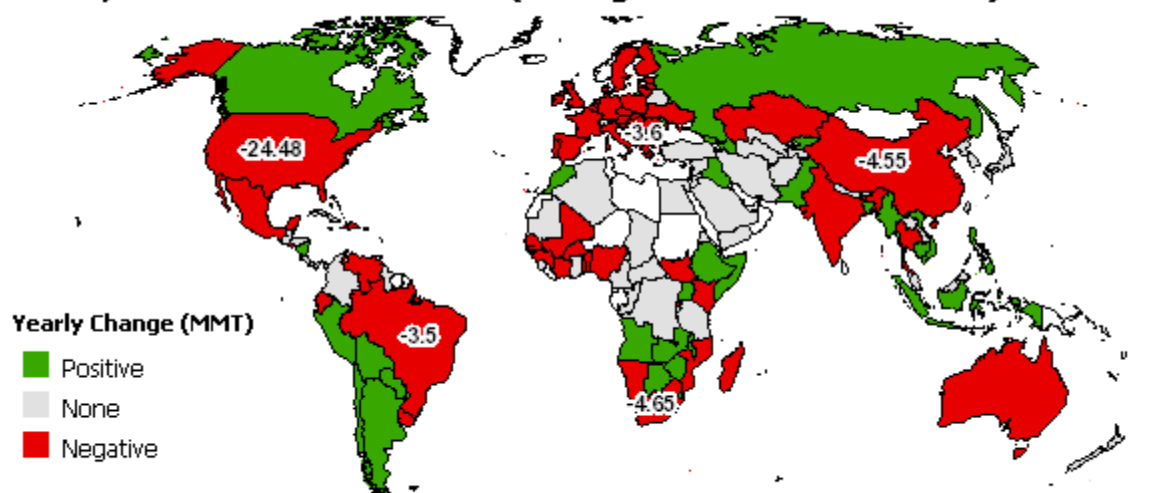 -24.48
-3.6
-4.55
-3.5
-4.65
Yearly Change (MMT)
Positive
None
Negative